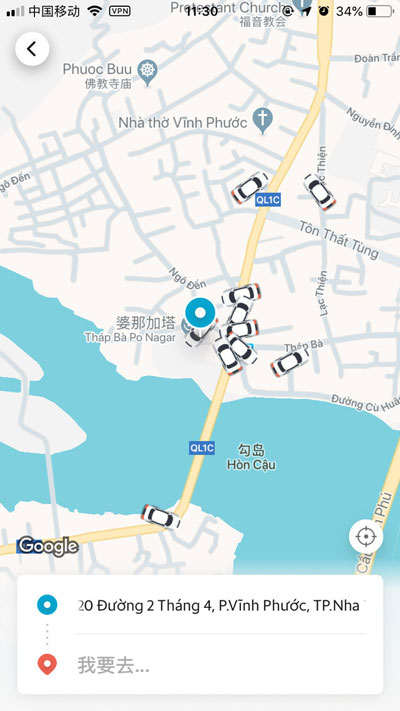 中国移动 VPN 11:30 34%
Protestant Church
福音教会
Đoàn Trần
Phuoc Buu
佛教寺庙
Nguyễn Đình
Nhà thờ Vĩnh Phước
Lạc Thiện
Ngô Đến
QL1C
Tôn Thất Tùng
Ngô Đến
Lạc Thiện
婆那加塔
Tháp Bà Po Nagar
Tháp Bà
Đường Cù Huân
QL1C
勾岛
Hòn Cậu
Phú
Google
20 Đường 2 Tháng 4, P.Vĩnh Phước, TP.Nha
我要去...